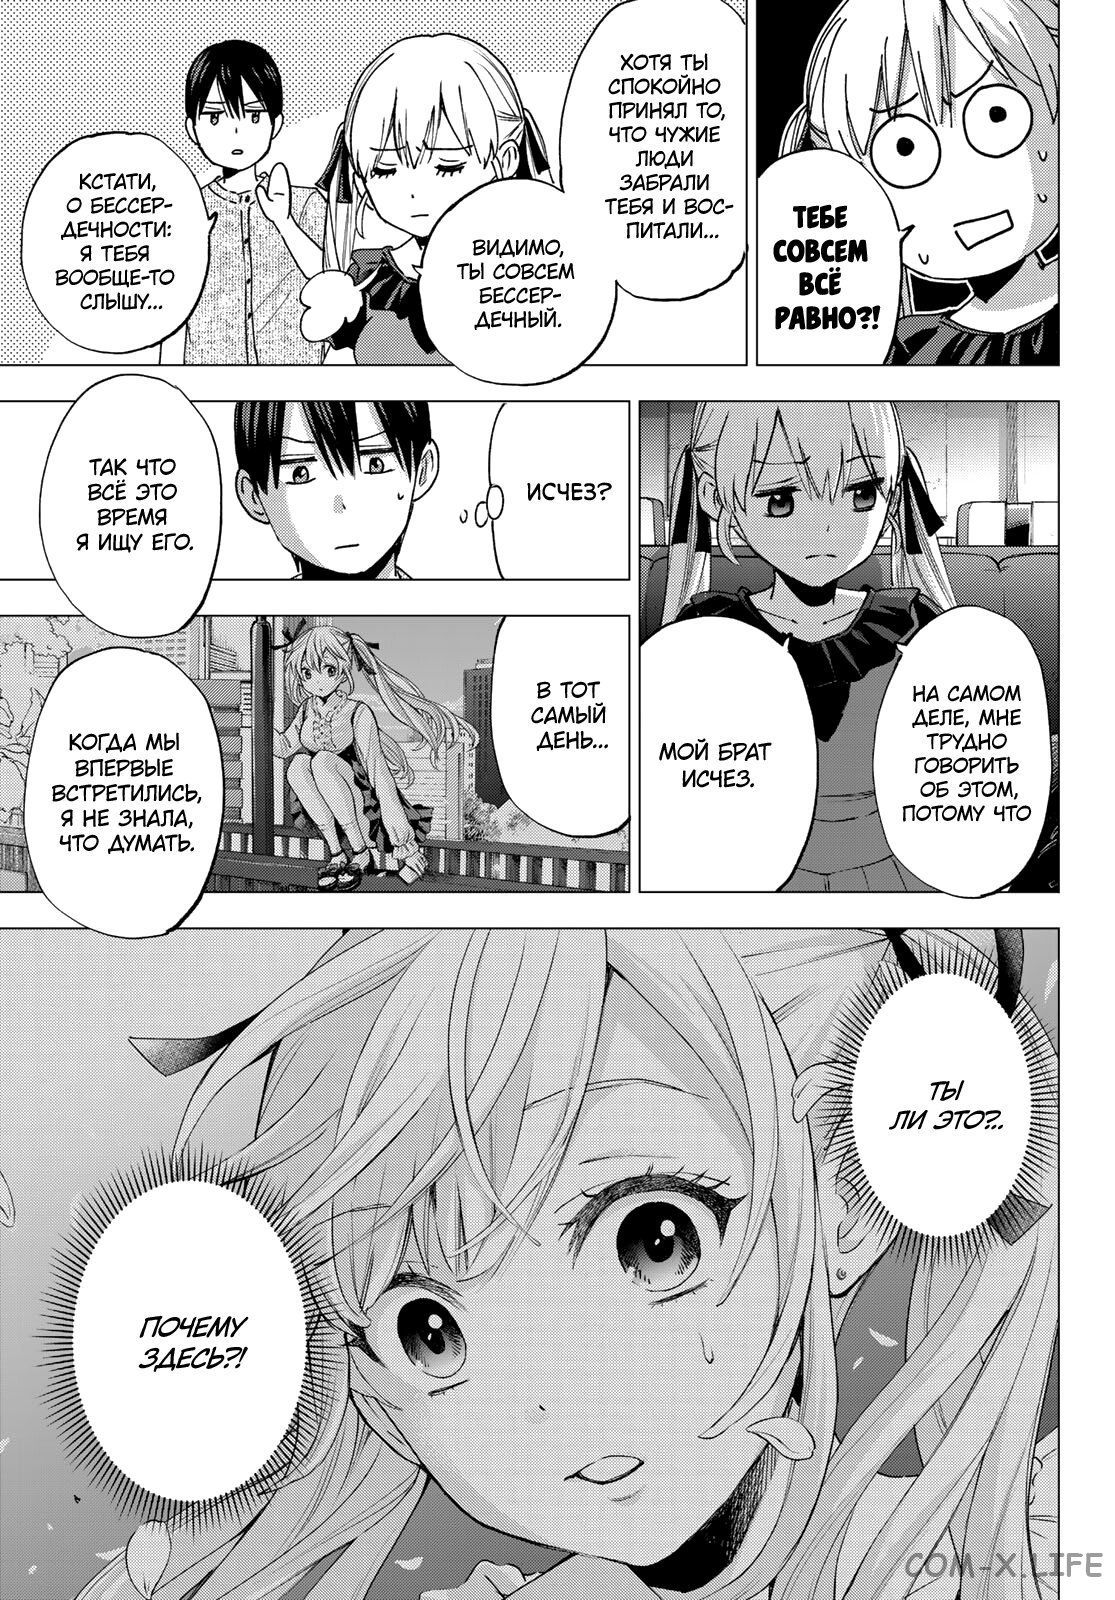 ТЕБЕ
СОВСЕМ
ВСЁ
РАВНО?!
ХОТЯ ТЫ
СПОКОЙНО
ПРИНЯЛ ТО,
ЧТО ЧУЖИЕ
ЛЮДИ
ЗАБРАЛИ
ТЕБЯ И ВОС-
ПИТАЛИ...
ВИДИМО,
ТЫ СОВСЕМ
БЕССЕР-
ДЕЧНЫЙ.
КСТАТИ,
О БЕССЕР-
ДЕЧНОСТИ:
Я ТЕБЯ
ВООБЩЕ-ТО
СЛЫШУ...
НА САМОМ
ДЕЛЕ, МНЕ
ТРУДНО
ГОВОРИТЬ
ОБ ЭТОМ,
ПОТОМУ ЧТО
МОЙ БРАТ
ИСЧЕЗ.
ИСЧЕЗ?
ТАК ЧТО
ВСЁ ЭТО
ВРЕМЯ
Я ИЩУ ЕГО.
В ТОТ
САМЫЙ
ДЕНЬ...
КОГДА МЫ
ВПЕРВЫЕ
ВСТРЕТИЛИСЬ,
Я НЕ ЗНАЛА,
ЧТО ДУМАТЬ.
ТЫ
ЛИ ЭТО?..
ПОЧЕМУ
ЗДЕСЬ?!
COM-X.LIFE